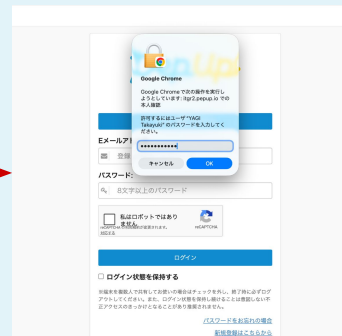 Google Chrome
Google Chromeで次の操作を実行し
ようとしています: itgr2.pepup.io での
本人確認
許可するにはユーザ"YAGI
Takayuki"のパスワードを入力してく
ださい。
キャンセル
OK
Eメールア
登録
パスワード:
8文字以上のパスワード
私はロボットではあり
ません
reCAPTCHA
ログイン
ログイン状態を保持する
※端末を複数人で共有してお使いの場合はチェックを外し、終了時に必ずログ
アウトしてください。また、ログイン状態を保持し続けることは意図しない不
正アクセスのきっかけとなることがあり推奨されません。
パスワードをお忘れの場合
新規登録はこちらから